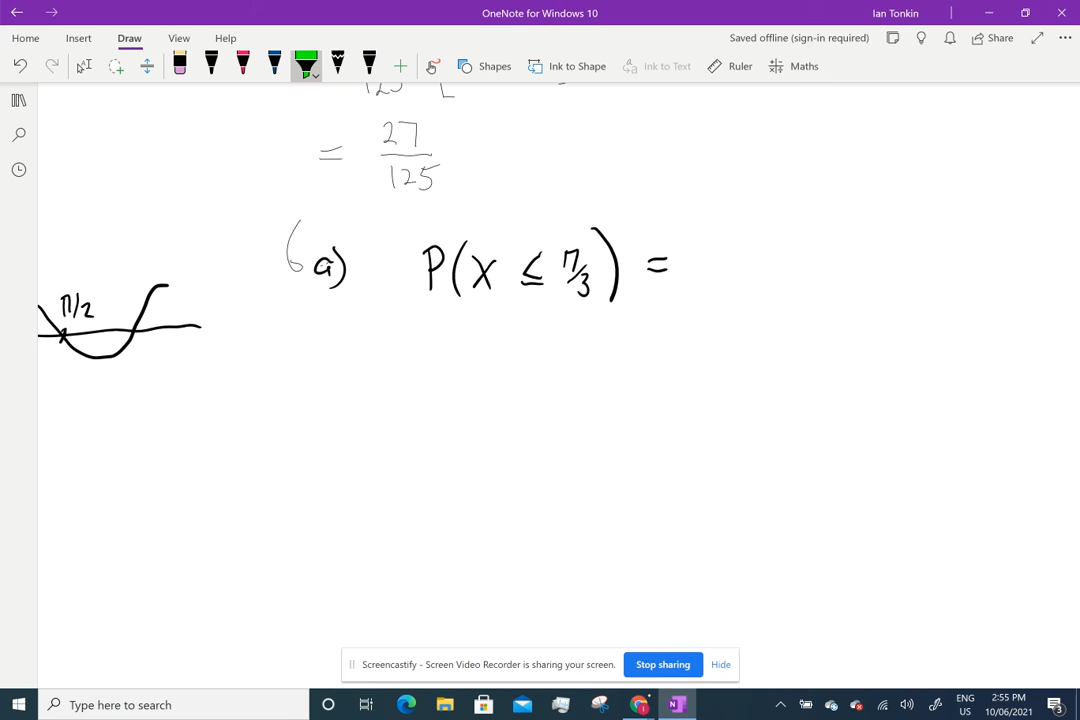 OneNote for Windows 10
Ian Tonkin
Home Insert Draw View Help
Saved offline (sign-in required)
Share
Shapes
Ink to Shape
Ink to Text
Ruler
Maths
= 27/125
6 a) P(X ≤ π/3) =
π/2
Screencastify - Screen Video Recorder is sharing your screen.
Stop sharing
Hide
Type here to search
ENG
US
2:55 PM
10/06/2021
3